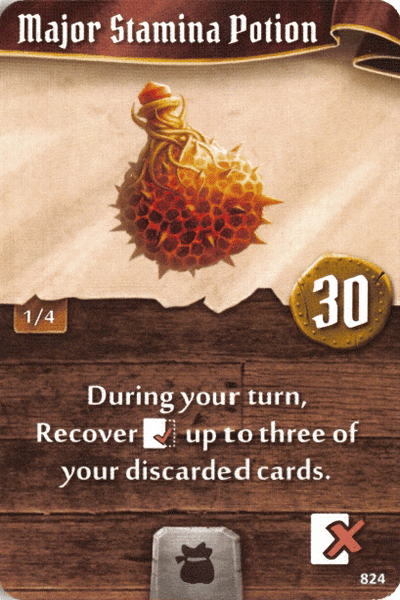 Major Stamina Potion
30
1/4
During your turn,
Recover up to three of
your discarded cards.
824